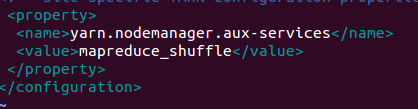 <property>
<name>yarn.nodemanager.aux-services</name>
<value>mapreduce_shuffle</value>
</property>
</configuration>
~